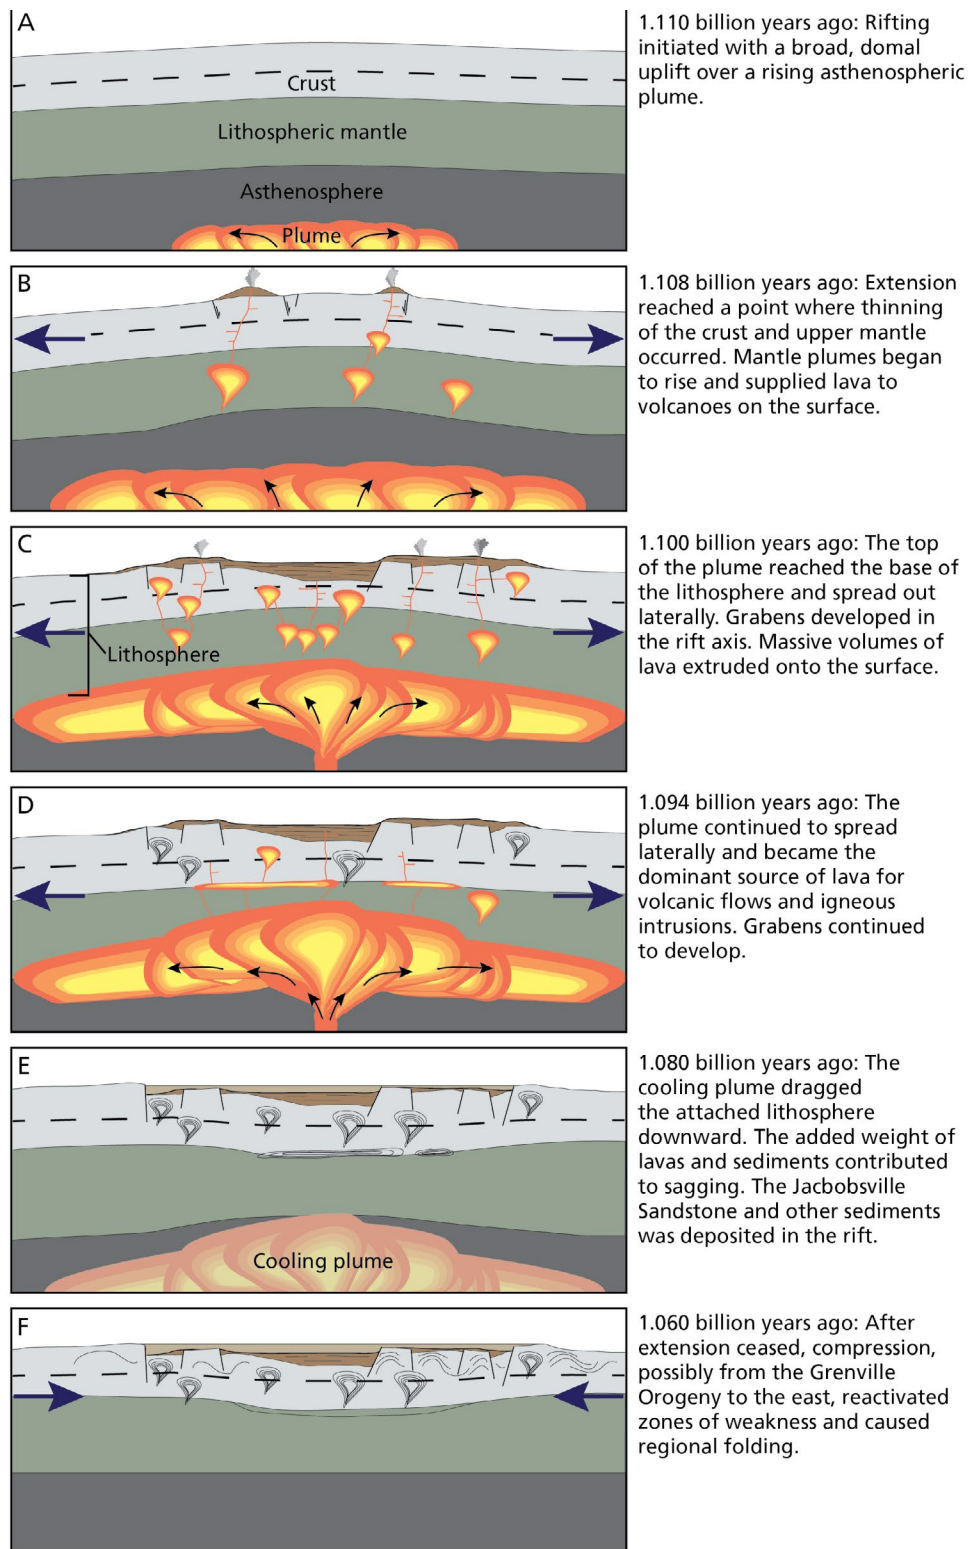 A
Crust
Lithospheric mantle
Asthenosphere
Plume
1.110 billion years ago: Rifting
initiated with a broad, domal
uplift over a rising asthenospheric
plume.
B
1.108 billion years ago: Extension
reached a point where thinning
of the crust and upper mantle
occurred. Mantle plumes began
to rise and supplied lava to
volcanoes on the surface.
C
Lithosphere
1.100 billion years ago: The top
of the plume reached the base of
the lithosphere and spread out
laterally. Grabens developed in
the rift axis. Massive volumes of
lava extruded onto the surface.
D
1.094 billion years ago: The
plume continued to spread
laterally and became the
dominant source of lava for
volcanic flows and igneous
intrusions. Grabens continued
to develop.
E
Cooling plume
1.080 billion years ago: The
cooling plume dragged
the attached lithosphere
downward. The added weight of
lavas and sediments contributed
to sagging. The Jacbobsville
Sandstone and other sediments
was deposited in the rift.
F
1.060 billion years ago: After
extension ceased, compression,
possibly from the Grenville
Orogeny to the east, reactivated
zones of weakness and caused
regional folding.